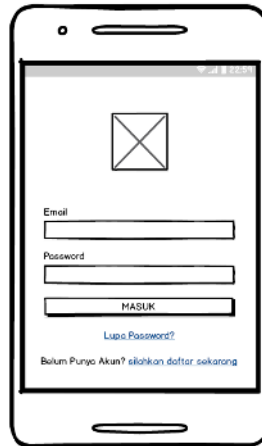 Email
Password
MASUK
Lupa Password?
Belum Punya Akun? silahkan daftar sekarang